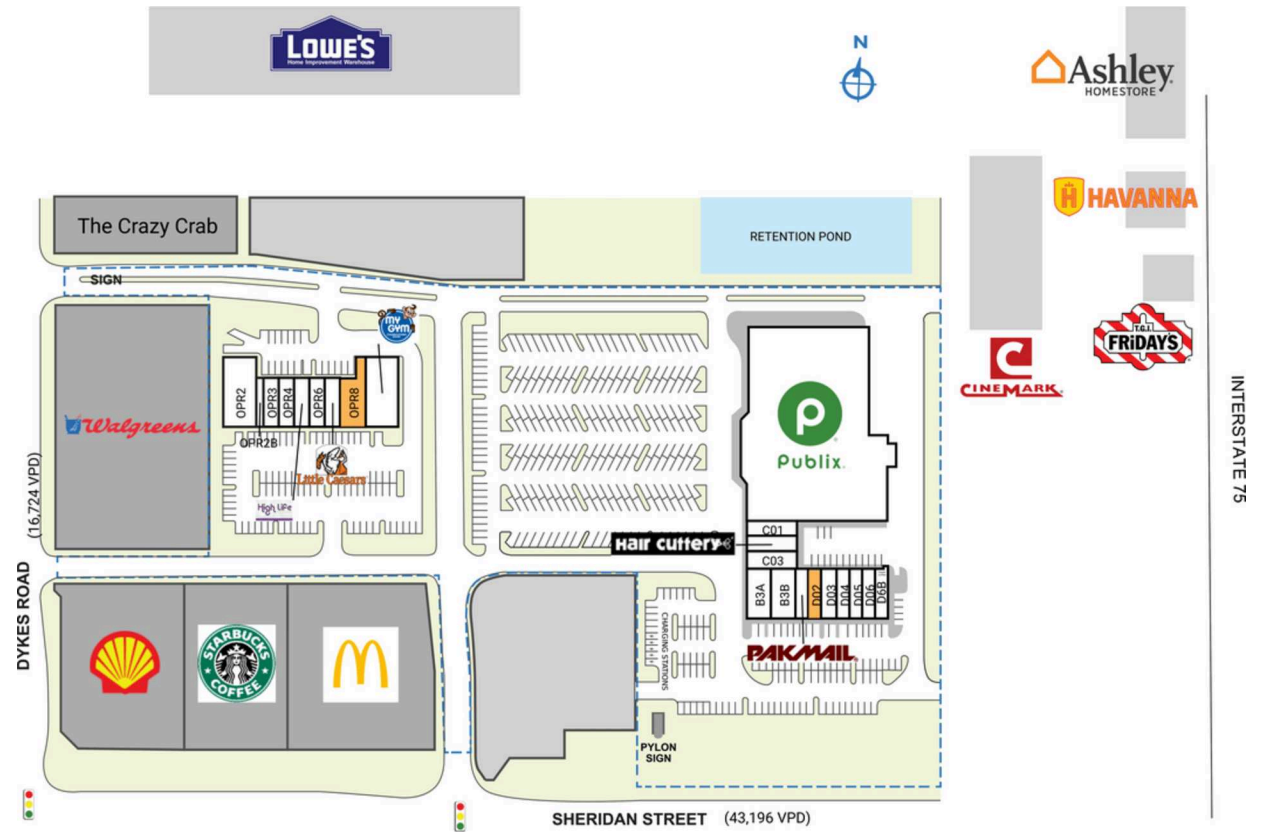 LOWE'S
Home Improvement Warehouse
N
Ashley
HOMESTORE
HAVANNA
The Crazy Crab
RETENTION POND
SIGN
MY GYM
T.G.I.
FRiDAY'S
CINEMARK
INTERSTATE 75
Walgreens
OPR2
OPR3
OPR4
OPR6
OPR8
OPR2B
Little Caesars
High Life
P
Publix
C01
Hair Cuttery
C03
B3A
B3B
D02
D03
D04
D05
D06
D6B
PAKMAIL
DYKES ROAD
(16,724 VPD)
STARBUCKS
COFFEE
CHARGING STATIONS
PYLON
SIGN
SHERIDAN STREET (43,196 VPD)